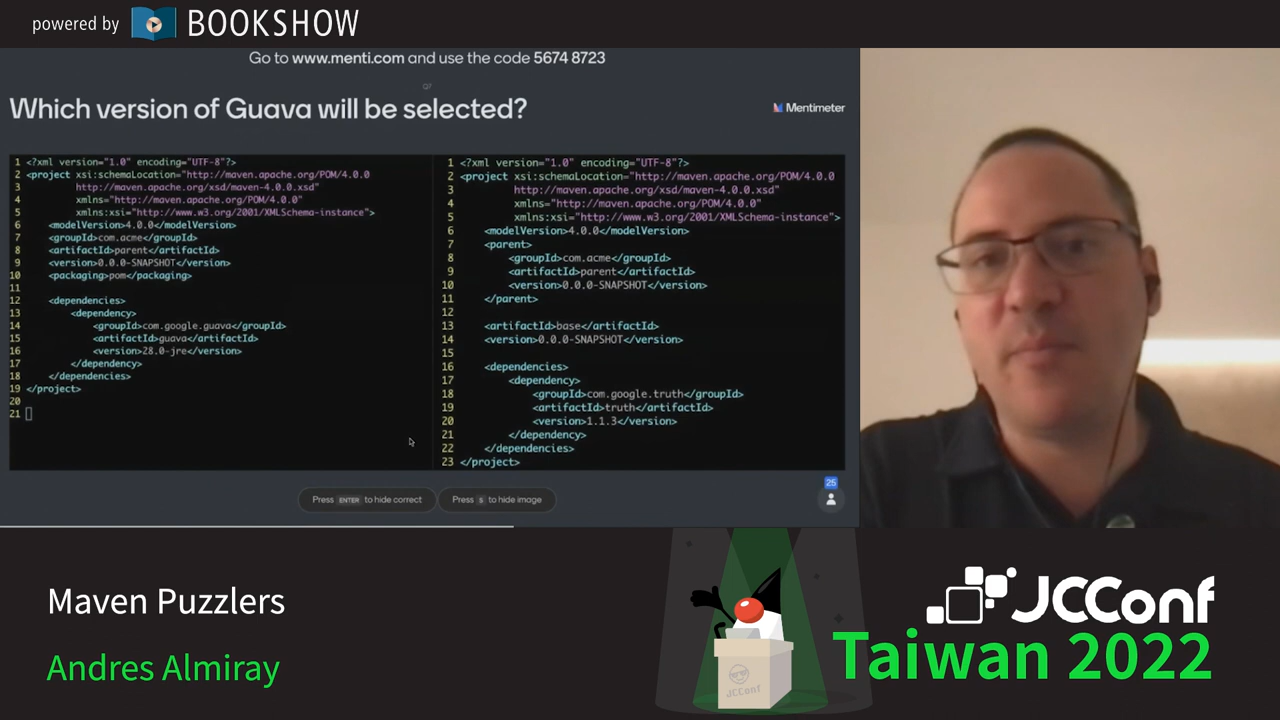 powered by BOOKSHOW
Go to www.menti.com and use the code 5674 8723
Which version of Guava will be selected?
Mentimeter
1 <?xml version="1.0" encoding="UTF-8"?>
2 <project xsi:schemaLocation="http://maven.apache.org/POM/4.0.0
3 http://maven.apache.org/xsd/maven-4.0.0.xsd"
4 xmlns="http://maven.apache.org/POM/4.0.0"
5 xmlns:xsi="http://www.w3.org/2001/XMLSchema-instance">
6 <modelVersion>4.0.0</modelVersion>
7 <groupId>com.acme</groupId>
8 <artifactId>parent</artifactId>
9 <version>0.0.0-SNAPSHOT</version>
10 <packaging>pom</packaging>
11
12 <dependencies>
13 <dependency>
14 <groupId>com.google.guava</groupId>
15 <artifactId>guava</artifactId>
16 <version>28.0-jre</version>
17 </dependency>
18 </dependencies>
19 </project>
20
21
1 <?xml version="1.0" encoding="UTF-8"?>
2 <project xsi:schemaLocation="http://maven.apache.org/POM/4.0.0
3 http://maven.apache.org/xsd/maven-4.0.0.xsd"
4 xmlns="http://maven.apache.org/POM/4.0.0"
5 xmlns:xsi="http://www.w3.org/2001/XMLSchema-instance">
6 <modelVersion>4.0.0</modelVersion>
7 <parent>
8 <groupId>com.acme</groupId>
9 <artifactId>parent</artifactId>
10 <version>0.0.0-SNAPSHOT</version>
11 </parent>
12
13 <artifactId>base</artifactId>
14 <version>0.0.0-SNAPSHOT</version>
15
16 <dependencies>
17 <dependency>
18 <groupId>com.google.truth</groupId>
19 <artifactId>truth</artifactId>
20 <version>1.1.3</version>
21 </dependency>
22 </dependencies>
23 </project>
Press ENTER to hide correct
Press S to hide image
25
Maven Puzzlers
Andres Almiray
JCConf
JCConf
Taiwan 2022